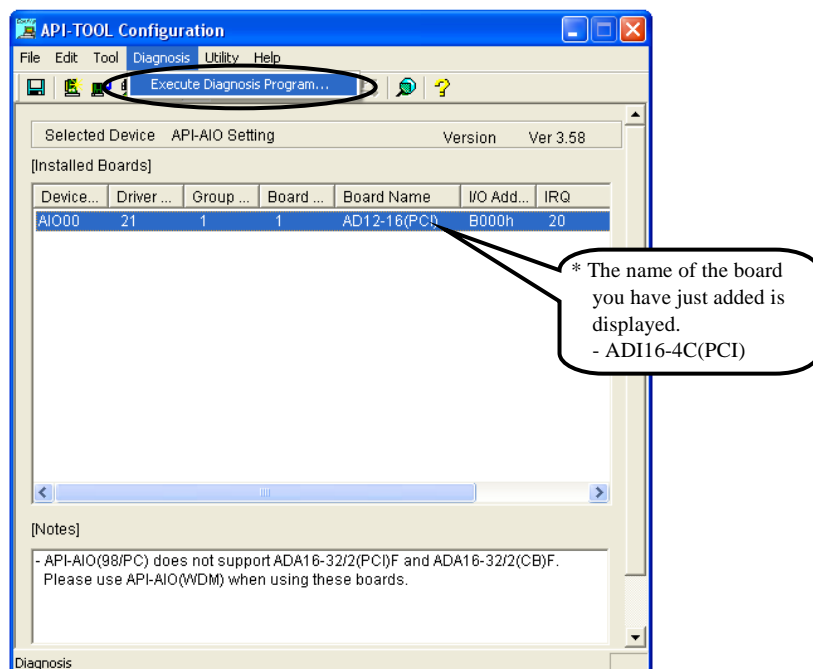 API-TOOL Configuration
File Edit Tool Diagnosis Utility Help
Execute Diagnosis Program...
Selected Device API-AIO Setting Version Ver 3.58
[Installed Boards]
Device... Driver ... Group ... Board ... Board Name I/O Add... IRQ
AIO00 21 1 1 AD12-16(PCI) B000h 20
* The name of the board
you have just added is
displayed.
- ADI16-4C(PCI)
[Notes]
- API-AIO(98/PC) does not support ADA16-32/2(PCI)F and ADA16-32/2(CB)F.
Please use API-AIO(WDM) when using these boards.
Diagnosis